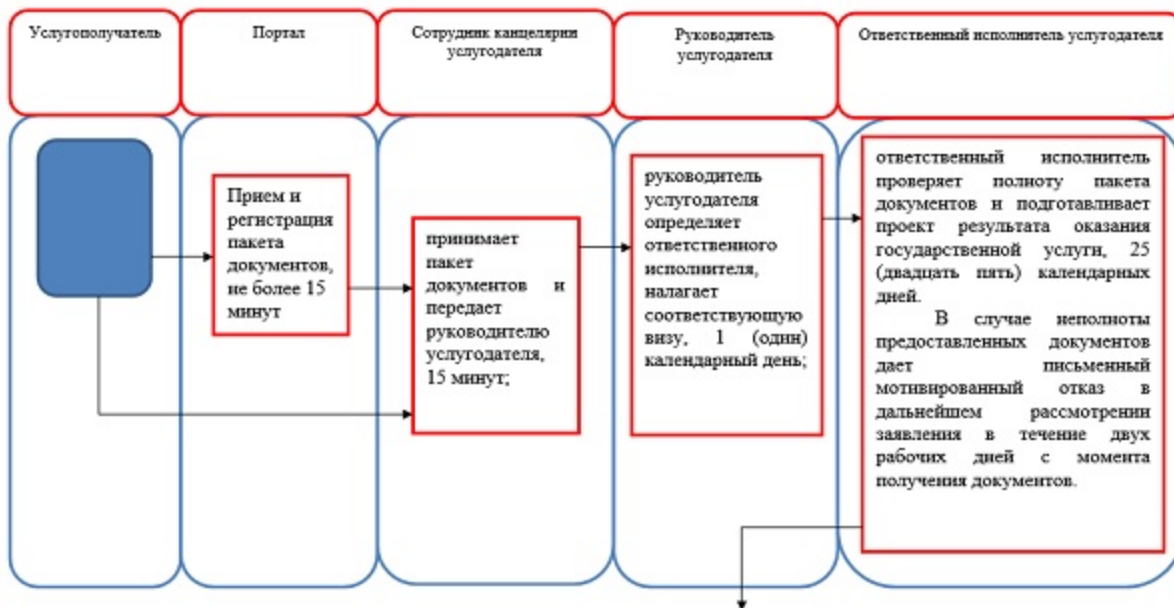 Услугополучатель
Портал
Сотрудник канцелярии
услугодателя
Руководитель
услугодателя
Ответственный исполнитель услугодателя
Прием и
регистрация
пакета
документов,
не более 15
минут
принимает
пакет
документов и
передает
руководителю
услугодателя,
15 минут;
руководитель
услугодателя
определяет
ответственного
исполнителя,
налагает
соответствующую
визу, 1 (один)
календарный день;
ответственный исполнитель
проверяет полноту пакета
документов и подготавливает
проект результата оказания
государственной услуги, 25
(двадцать пять) календарных
дней.
В случае неполноты
предоставленных документов
дает письменный
мотивированный отказ в
дальнейшем рассмотрении
заявления в течение двух
рабочих дней с момента
получения документов.